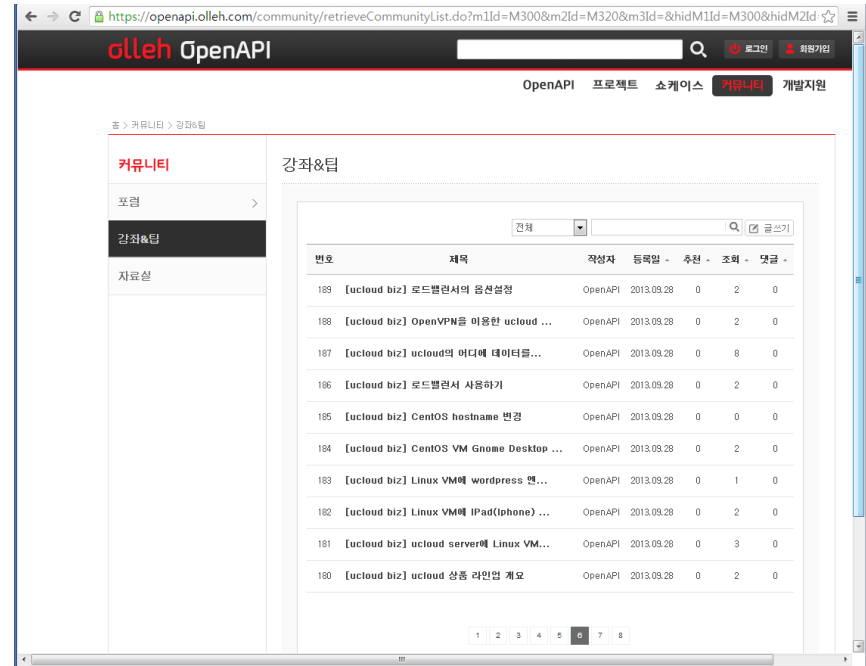 https://openapi.olleh.com/community/retrieveCommunityList.do?m1Id=M300&m2Id=M320&m3Id=&hidM1Id=M300&hidM2Id
olleh OpenAPI
로그인 회원가입
OpenAPI 프로젝트 쇼케이스 커뮤니티 개발지원
홈 > 커뮤니티 > 강좌&팁
커뮤니티
포럼
강좌&팁
자료실
강좌&팁
전체 글쓰기
번호 제목 작성자 등록일 추천 조회 댓글
189 [ucloud biz] 로드밸런서의 옵션설정 OpenAPI 2013.09.28 0 2 0
188 [ucloud biz] OpenVPN을 이용한 ucloud ... OpenAPI 2013.09.28 0 2 0
187 [ucloud biz] ucloud의 어디에 데이터를... OpenAPI 2013.09.28 0 8 0
186 [ucloud biz] 로드밸런서 사용하기 OpenAPI 2013.09.28 0 2 0
185 [ucloud biz] CentOS hostname 변경 OpenAPI 2013.09.28 0 0 0
184 [ucloud biz] CentOS VM Gnome Desktop ... OpenAPI 2013.09.28 0 2 0
183 [ucloud biz] Linux VM에 wordpress 엔... OpenAPI 2013.09.28 0 1 0
182 [ucloud biz] Linux VM에 IPad(Iphone) ... OpenAPI 2013.09.28 0 2 0
181 [ucloud biz] ucloud server에 Linux VM... OpenAPI 2013.09.28 0 3 0
180 [ucloud biz] ucloud 상품 라인업 개요 OpenAPI 2013.09.28 0 2 0
1 2 3 4 5 6 7 8